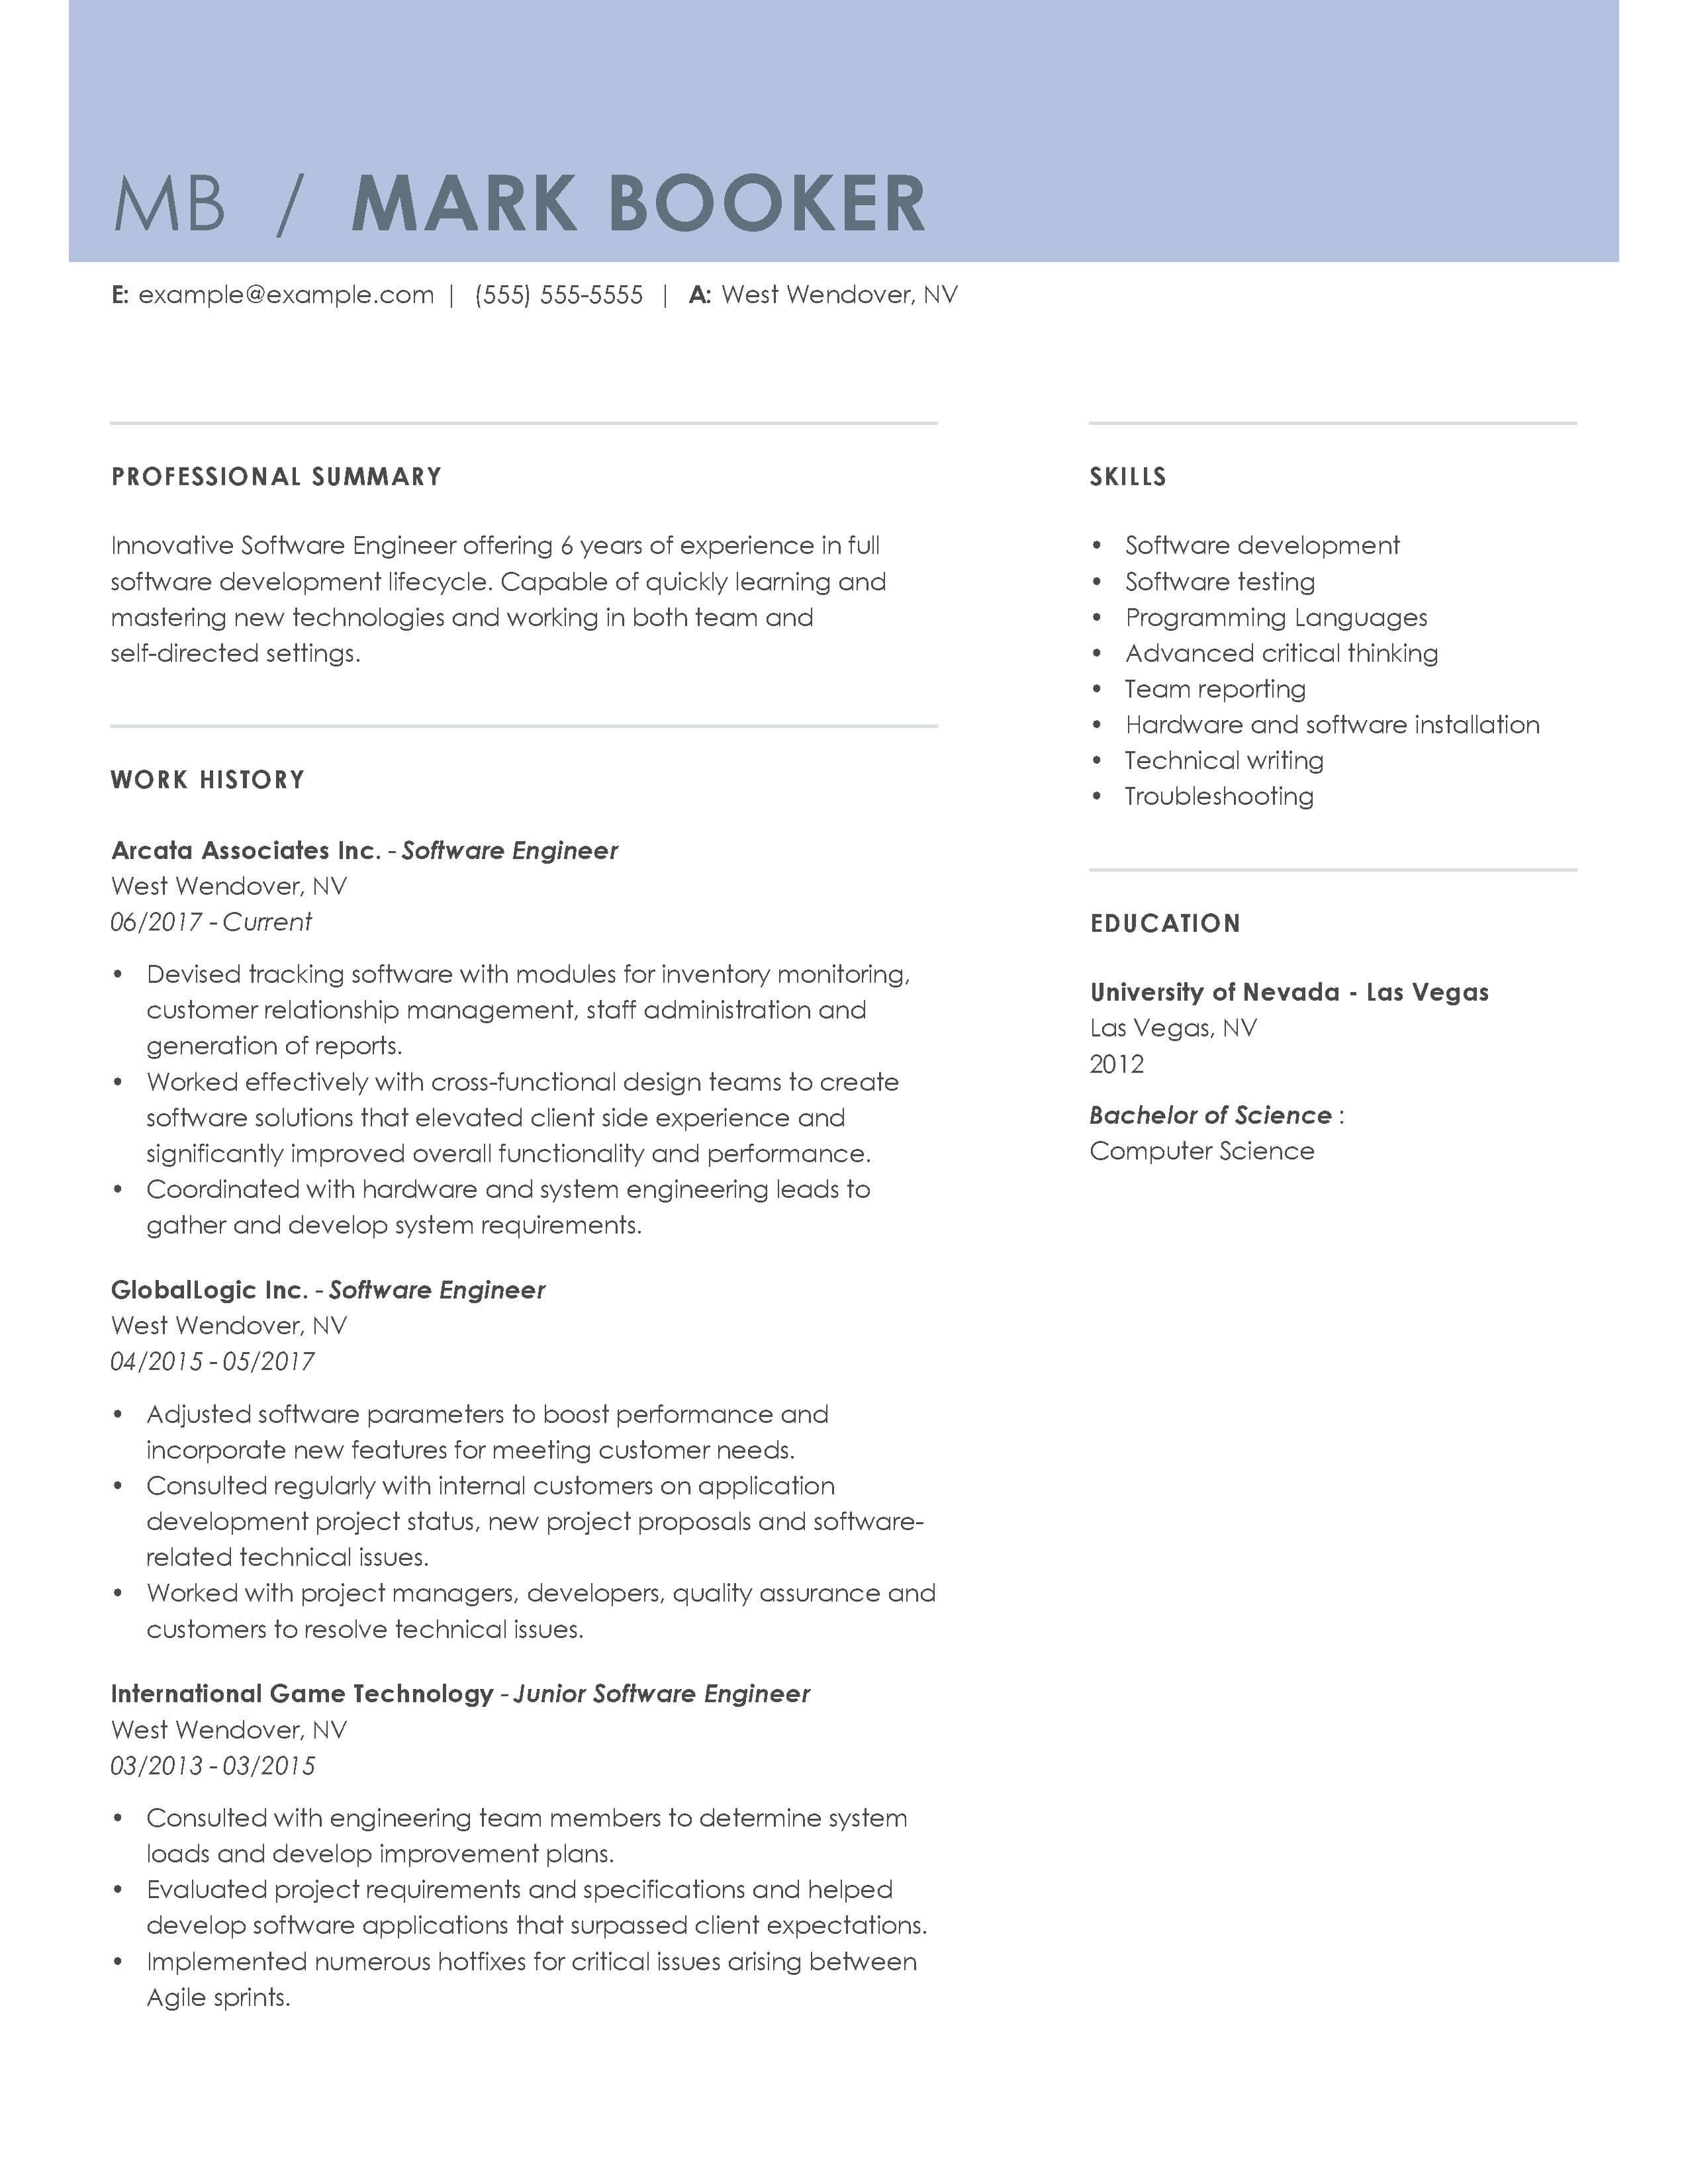 MB / MARK BOOKER
E: example@example.com | (555) 555-5555 | A: West Wendover, NV
PROFESSIONAL SUMMARY
Innovative Software Engineer offering 6 years of experience in full
software development lifecycle. Capable of quickly learning and
mastering new technologies and working in both team and
self-directed settings.
WORK HISTORY
Arcata Associates Inc. - Software Engineer
West Wendover, NV
06/2017 - Current
• Devised tracking software with modules for inventory monitoring,
customer relationship management, staff administration and
generation of reports.
• Worked effectively with cross-functional design teams to create
software solutions that elevated client side experience and
significantly improved overall functionality and performance.
• Coordinated with hardware and system engineering leads to
gather and develop system requirements.
GlobalLogic Inc. - Software Engineer
West Wendover, NV
04/2015 - 05/2017
• Adjusted software parameters to boost performance and
incorporate new features for meeting customer needs.
• Consulted regularly with internal customers on application
development project status, new project proposals and software-
related technical issues.
• Worked with project managers, developers, quality assurance and
customers to resolve technical issues.
International Game Technology - Junior Software Engineer
West Wendover, NV
03/2013 - 03/2015
• Consulted with engineering team members to determine system
loads and develop improvement plans.
• Evaluated project requirements and specifications and helped
develop software applications that surpassed client expectations.
• Implemented numerous hotfixes for critical issues arising between
Agile sprints.
SKILLS
• Software development
• Software testing
• Programming Languages
• Advanced critical thinking
• Team reporting
• Hardware and software installation
• Technical writing
• Troubleshooting
EDUCATION
University of Nevada - Las Vegas
Las Vegas, NV
2012
Bachelor of Science :
Computer Science